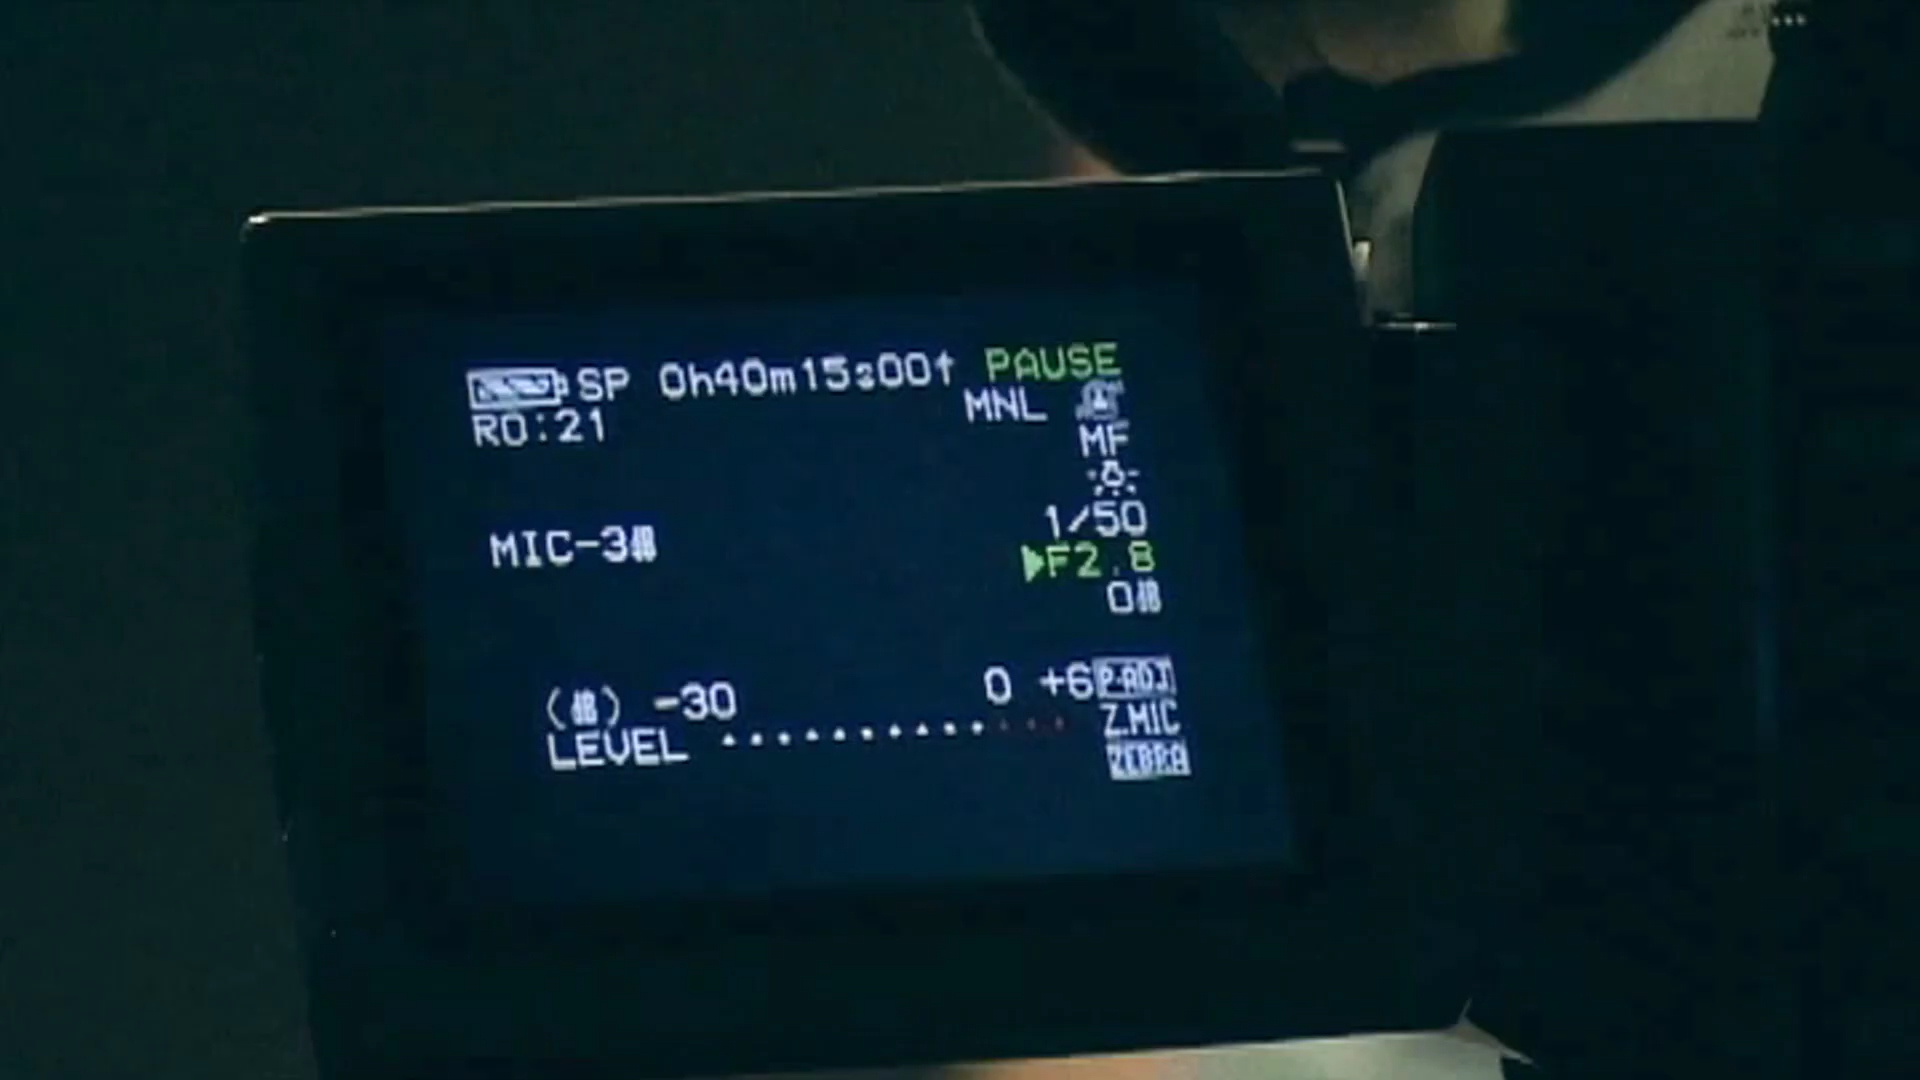 SP 0h40m15s00↑ PAUSE
R0:21 MNL
MF
1/50
MIC-3dB
▶F2.8
0dB
(dB) -30 0 +6 P-ADJ
LEVEL Z.MIC
ZEBRA